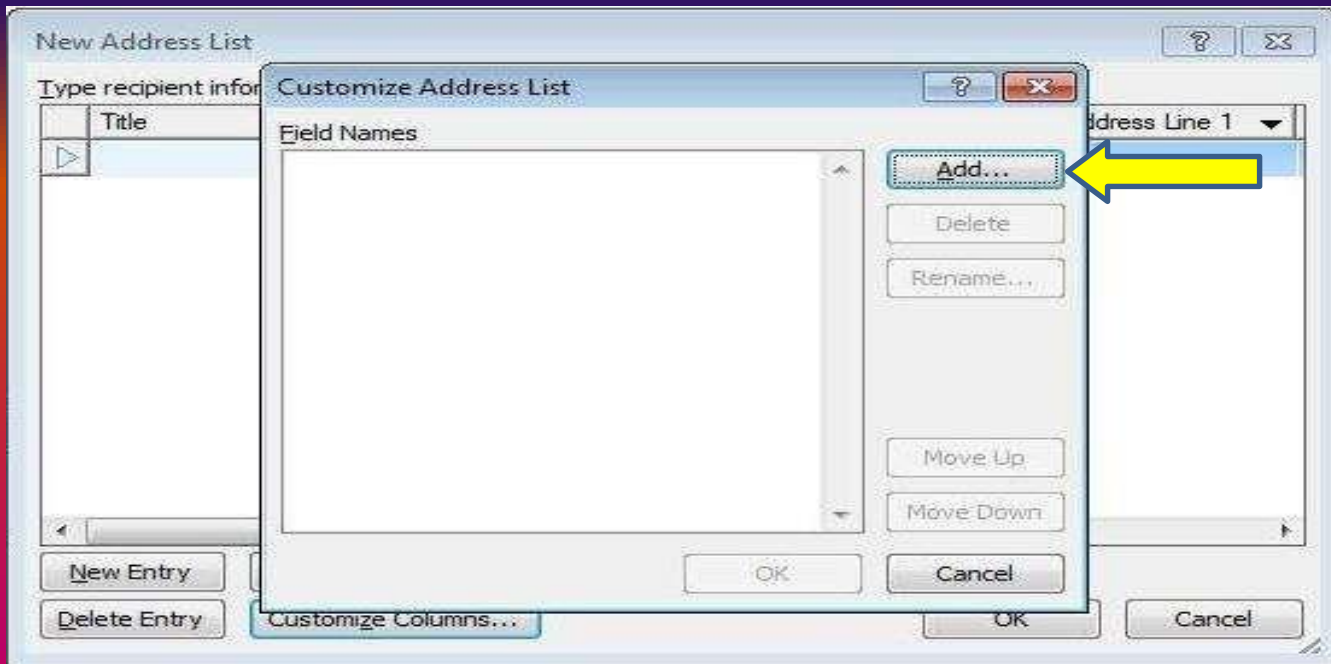 New Address List
Type recipient infor
Customize Address List
Title
ddress Line 1
Field Names
Add...
Delete
Rename...
Move Up
Move Down
New Entry
OK
Cancel
Delete Entry
Customize Columns...
OK
Cancel